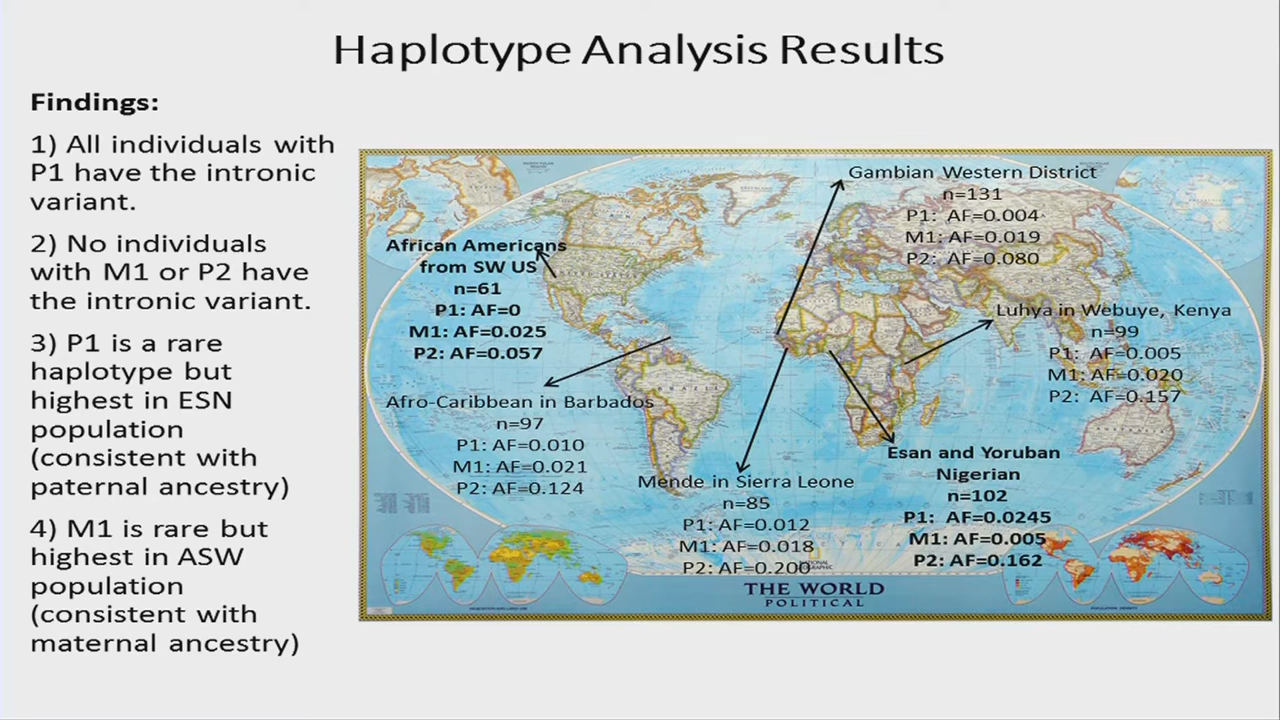 Haplotype Analysis Results
Findings:
1) All individuals with
P1 have the intronic
variant.
2) No individuals
with M1 or P2 have
the intronic variant.
3) P1 is a rare
haplotype but
highest in ESN
population
(consistent with
paternal ancestry)
4) M1 is rare but
highest in ASW
population
(consistent with
maternal ancestry)
African Americans
from SW US
n=61
P1: AF=0
M1: AF=0.025
P2: AF=0.057
Afro-Caribbean in Barbados
n=97
P1: AF=0.010
M1: AF=0.021
P2: AF=0.124
Mende in Sierra Leone
n=85
P1: AF=0.012
M1: AF=0.018
P2: AF=0.200
Gambian Western District
n=131
P1: AF=0.004
M1: AF=0.019
P2: AF=0.080
Luhya in Webuye, Kenya
n=99
P1: AF=0.005
M1: AF=0.020
P2: AF=0.157
Esan and Yoruban
Nigerian
n=102
P1: AF=0.0245
M1: AF=0.005
P2: AF=0.162
BRAZIL
THE WORLD
POLITICAL